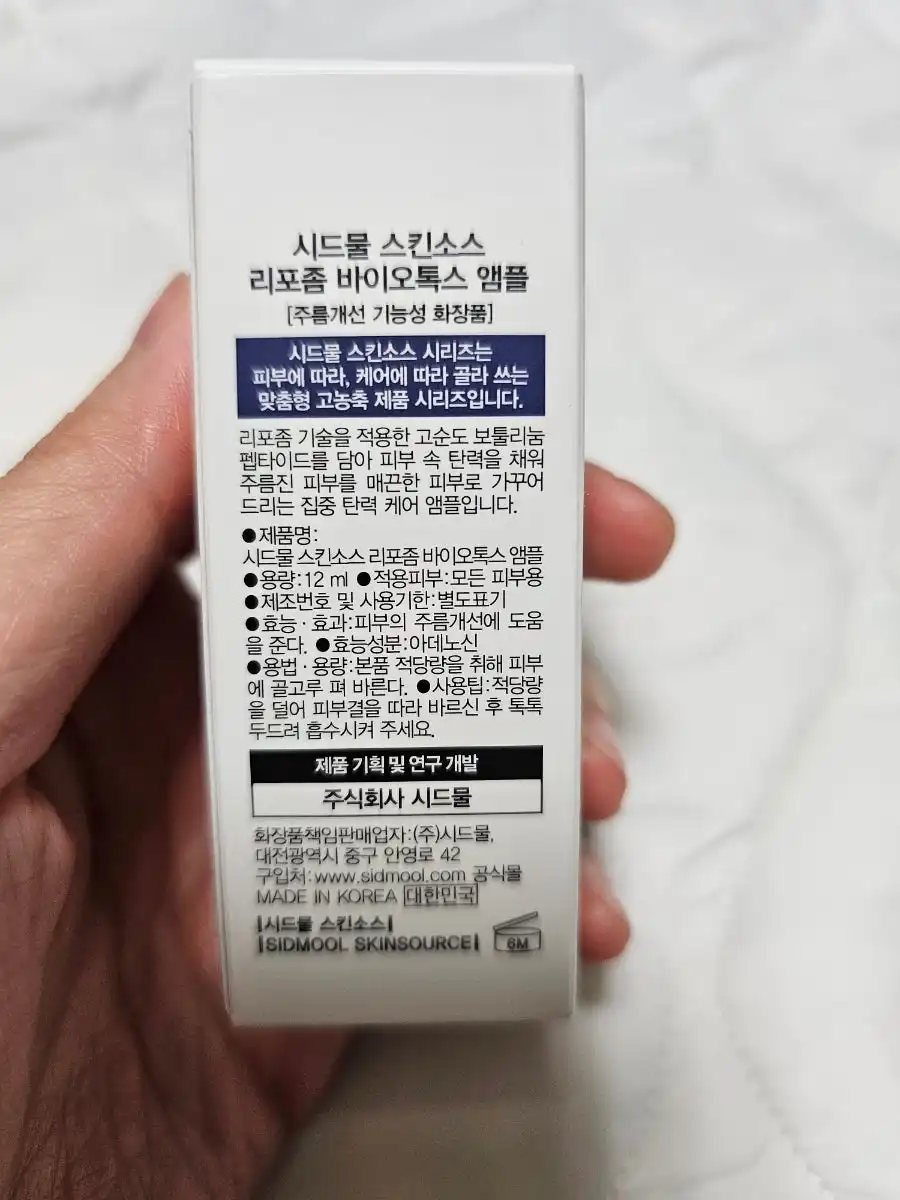 시드물 스킨소스
리포좀 바이오톡스 앰플
[주름개선 기능성 화장품]
시드물 스킨소스 시리즈는
피부에 따라, 케어에 따라 골라 쓰는
맞춤형 고농축 제품 시리즈입니다.
리포좀 기술을 적용한 고순도 보툴리눔
펩타이드를 담아 피부 속 탄력을 채워
주름진 피부를 매끈한 피부로 가꾸어
드리는 집중 탄력 케어 앰플입니다.
●제품명:
시드물 스킨소스 리포좀 바이오톡스 앰플
●용량:12 ml ●적용피부:모든 피부용
●제조번호 및 사용기한:별도표기
●효능·효과:피부의 주름개선에 도움
을 준다. ●효능성분:아데노신
●용법·용량:본품 적당량을 취해 피부
에 골고루 펴 바른다. ●사용팁:적당량
을 덜어 피부결을 따라 바르신 후 톡톡
두드려 흡수시켜 주세요.
제품 기획 및 연구 개발
주식회사 시드물
화장품책임판매업자:(주)시드물,
대전광역시 중구 안영로 42
구입처:www.sidmool.com 공식몰
MADE IN KOREA 대한민국
|시드물 스킨소스|
|SIDMOOL SKINSOURCE|
6M